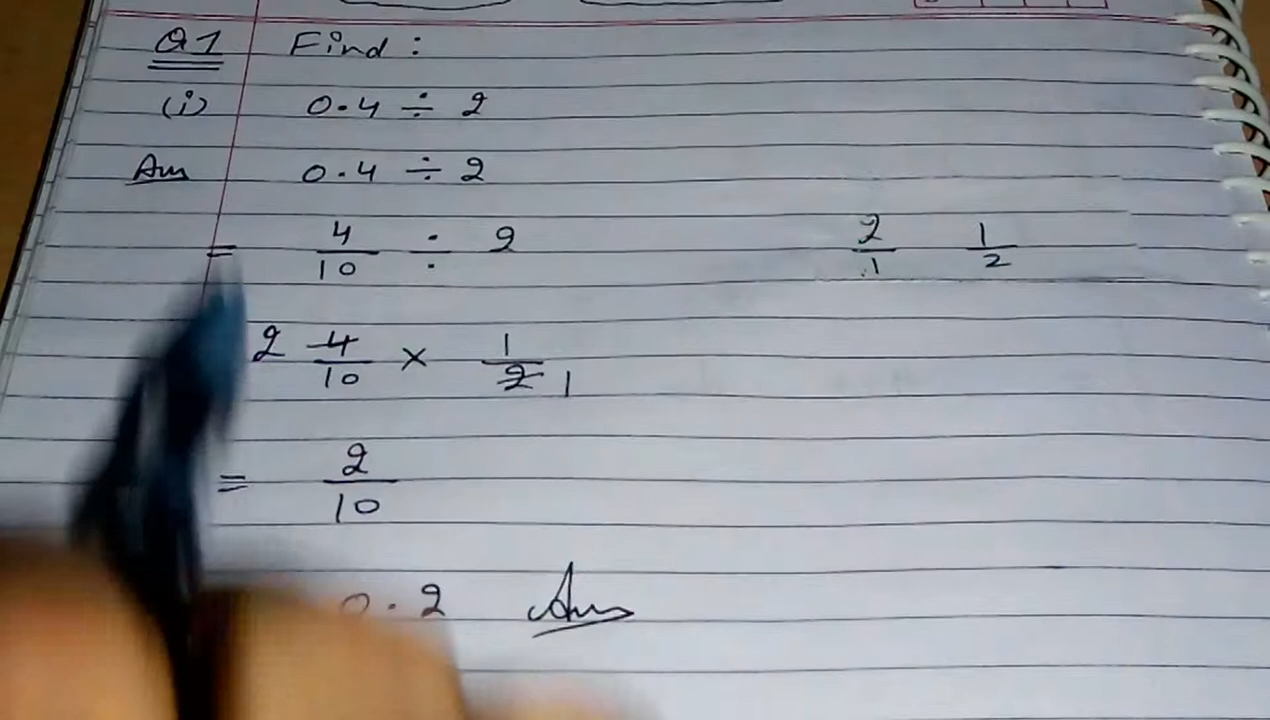 Q1 Find :
(i) 0.4 ÷ 2
Ans 0.4 ÷ 2
= 4/10 ÷ 2 2/1 1/2
2 4/10 × 1/2 1
= 2/10
0.2 Ans